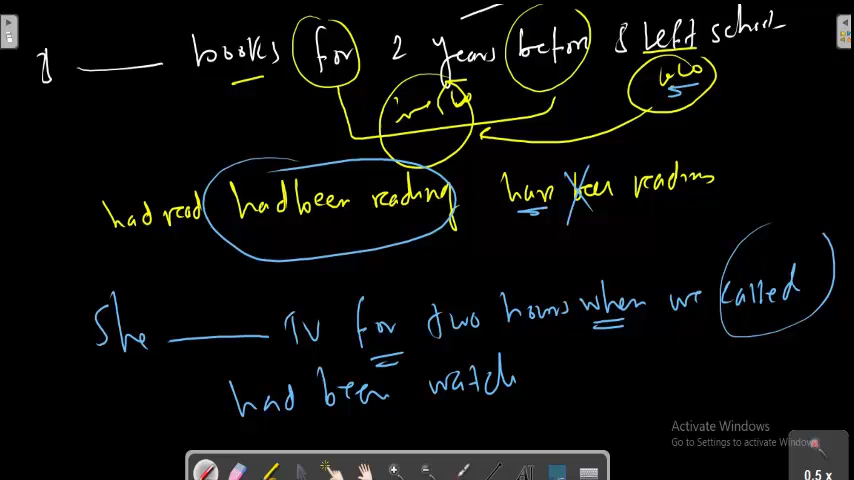 I ____ books for 2 years before I left school
had read had been reading have been reading
She ____ TV for two hours when we called
had been watch
Activate Windows
Go to Settings to activate Windows.
0.5 x